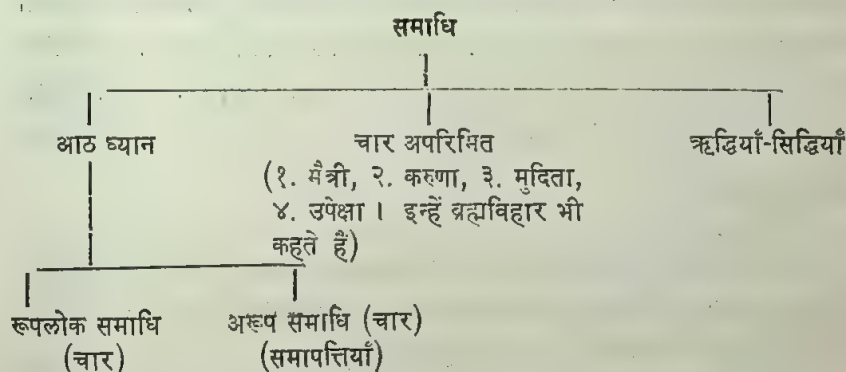 समाधि
आठ ध्यान
चार अपरिमित
ऋद्धियाँ-सिद्धियाँ
(१. मैत्री, २. करुणा, ३. मुदिता,
४. उपेक्षा । इन्हें ब्रह्मविहार भी
कहते हैं)
रूपलोक समाधि
(चार)
अरूप समाधि (चार)
(समापत्तियाँ)